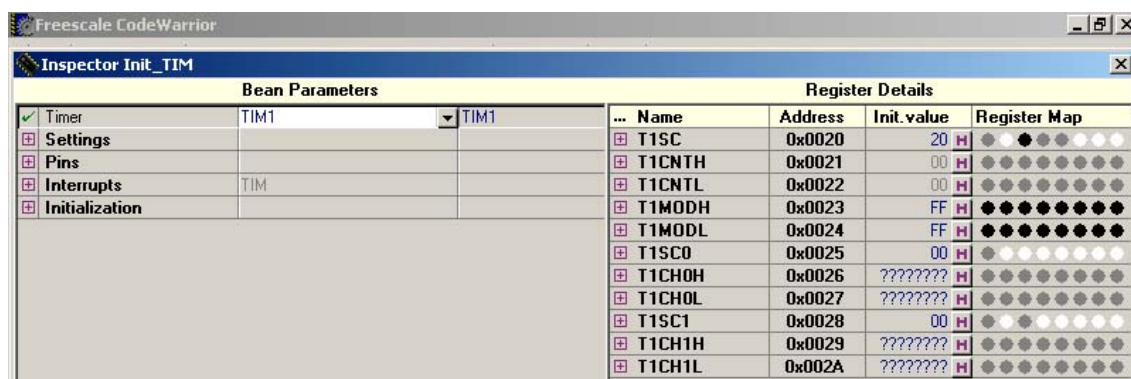 Freescale CodeWarrior
Inspector Init_TIM
Bean Parameters
Register Details
Timer TIM1 TIM1
Settings
Pins
Interrupts TIM
Initialization
... Name Address Init.value Register Map
T1SC 0x0020 20 H
T1CNTH 0x0021 00 H
T1CNTL 0x0022 00 H
T1MODH 0x0023 FF H
T1MODL 0x0024 FF H
T1SC0 0x0025 00 H
T1CH0H 0x0026 ???????? H
T1CH0L 0x0027 ???????? H
T1SC1 0x0028 00 H
T1CH1H 0x0029 ???????? H
T1CH1L 0x002A ???????? H